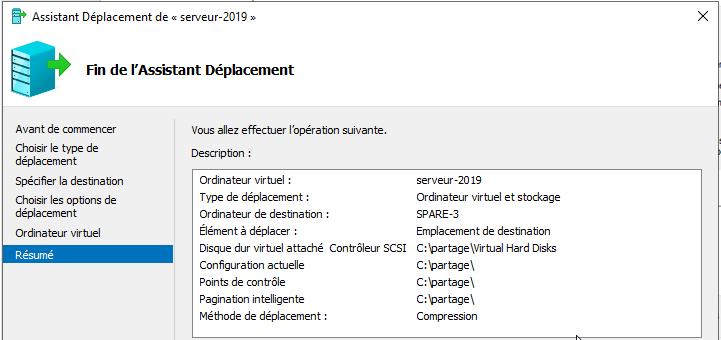 Assistant Déplacement de « serveur-2019 »
Fin de l'Assistant Déplacement
Avant de commencer
Choisir le type de
déplacement
Spécifier la destination
Choisir les options de
déplacement
Ordinateur virtuel
Résumé
Vous allez effectuer l'opération suivante.
Description :
Ordinateur virtuel : serveur-2019
Type de déplacement : Ordinateur virtuel et stockage
Ordinateur de destination : SPARE-3
Élément à déplacer : Emplacement de destination
Disque dur virtuel attaché Contrôleur SCSI C:\partage\Virtual Hard Disks
Configuration actuelle C:\partage\
Points de contrôle C:\partage\
Pagination intelligente C:\partage\
Méthode de déplacement : Compression